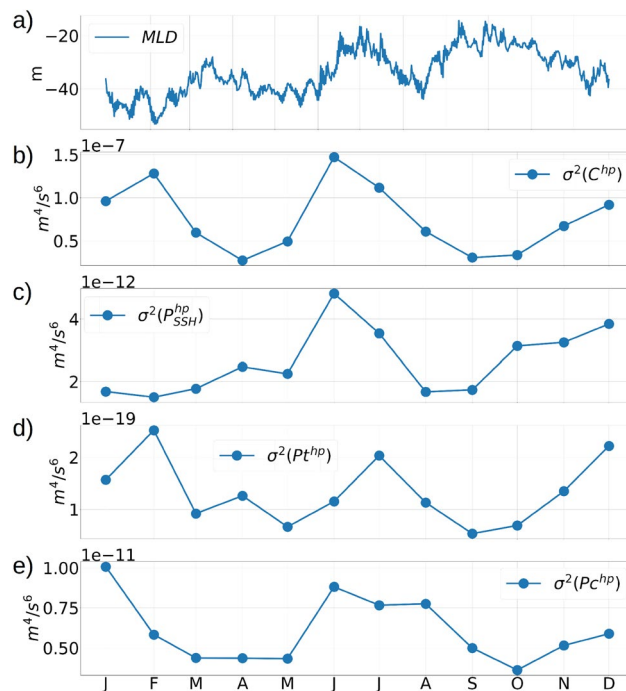 a)
MLD
−20
−40
m
1e−7
b)
σ²(C^hp)
1.5
1.0
0.5
m⁴/s⁶
1e−12
c)
σ²(P^hp_SSH)
4
2
m⁴/s⁶
1e−19
d)
σ²(Pt^hp)
2
1
m⁴/s⁶
1e−11
e)
σ²(Pc^hp)
1.00
0.75
0.50
m⁴/s⁶
J F M A M J J A S O N D